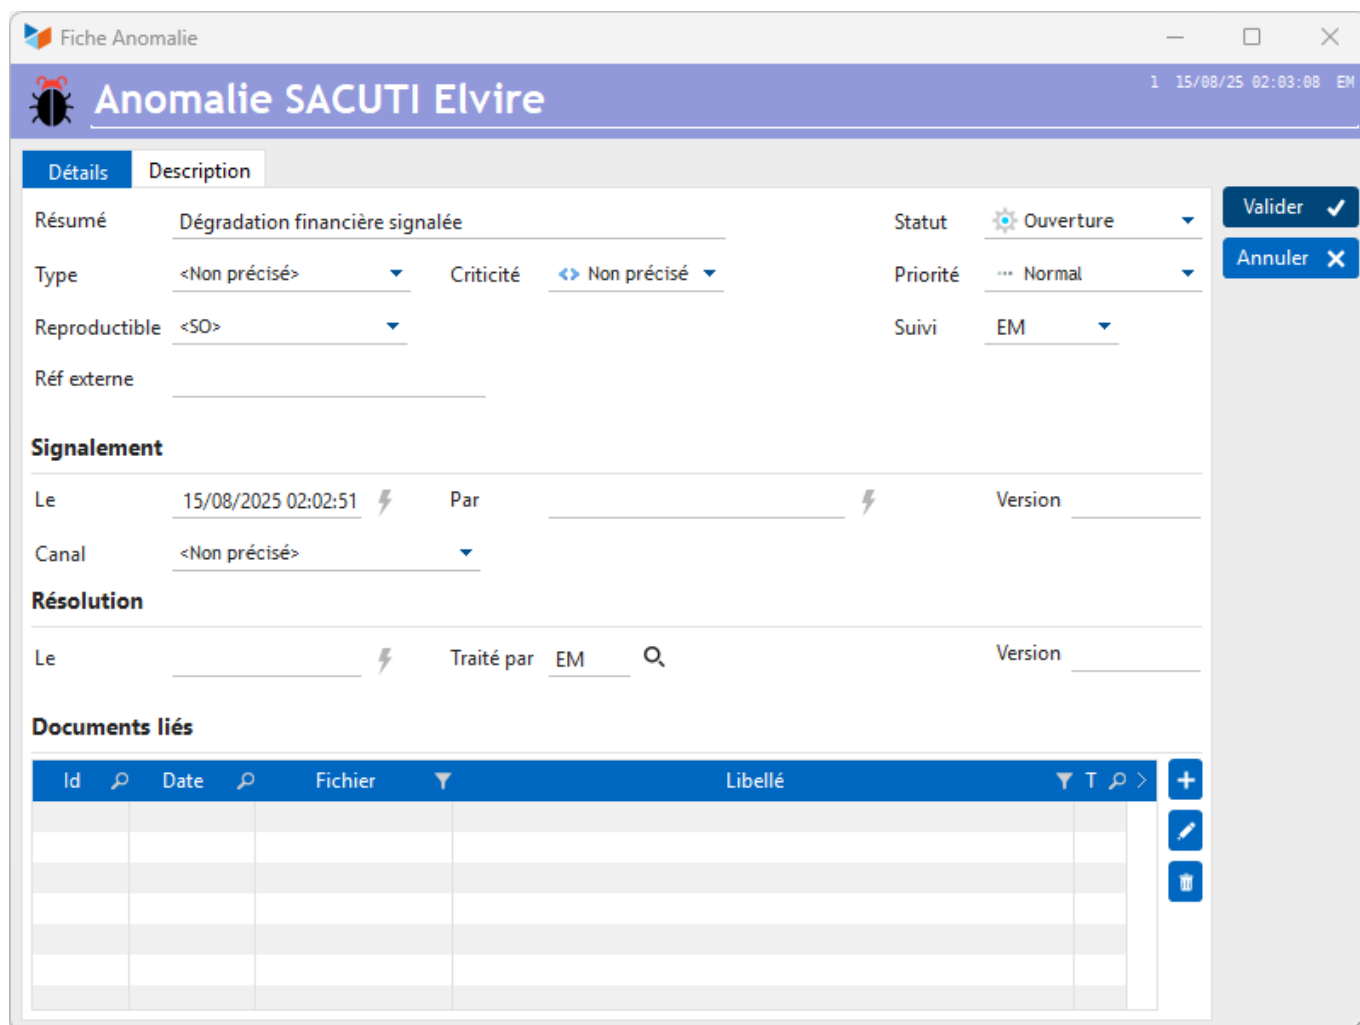 Fiche Anomalie
Anomalie SACUTI Elvire
1 15/08/25 02:03:08 EM
Détails Description
Résumé Dégradation financière signalée Statut Ouverture
Valider
Type <Non précisé> Criticité Non précisé Priorité Normal
Annuler
Reproductible <SO> Suivi EM
Réf externe
Signalement
Le 15/08/2025 02:02:51 Par Version
Canal <Non précisé>
Résolution
Le Traité par EM Version
Documents liés
Id Date Fichier Libellé T